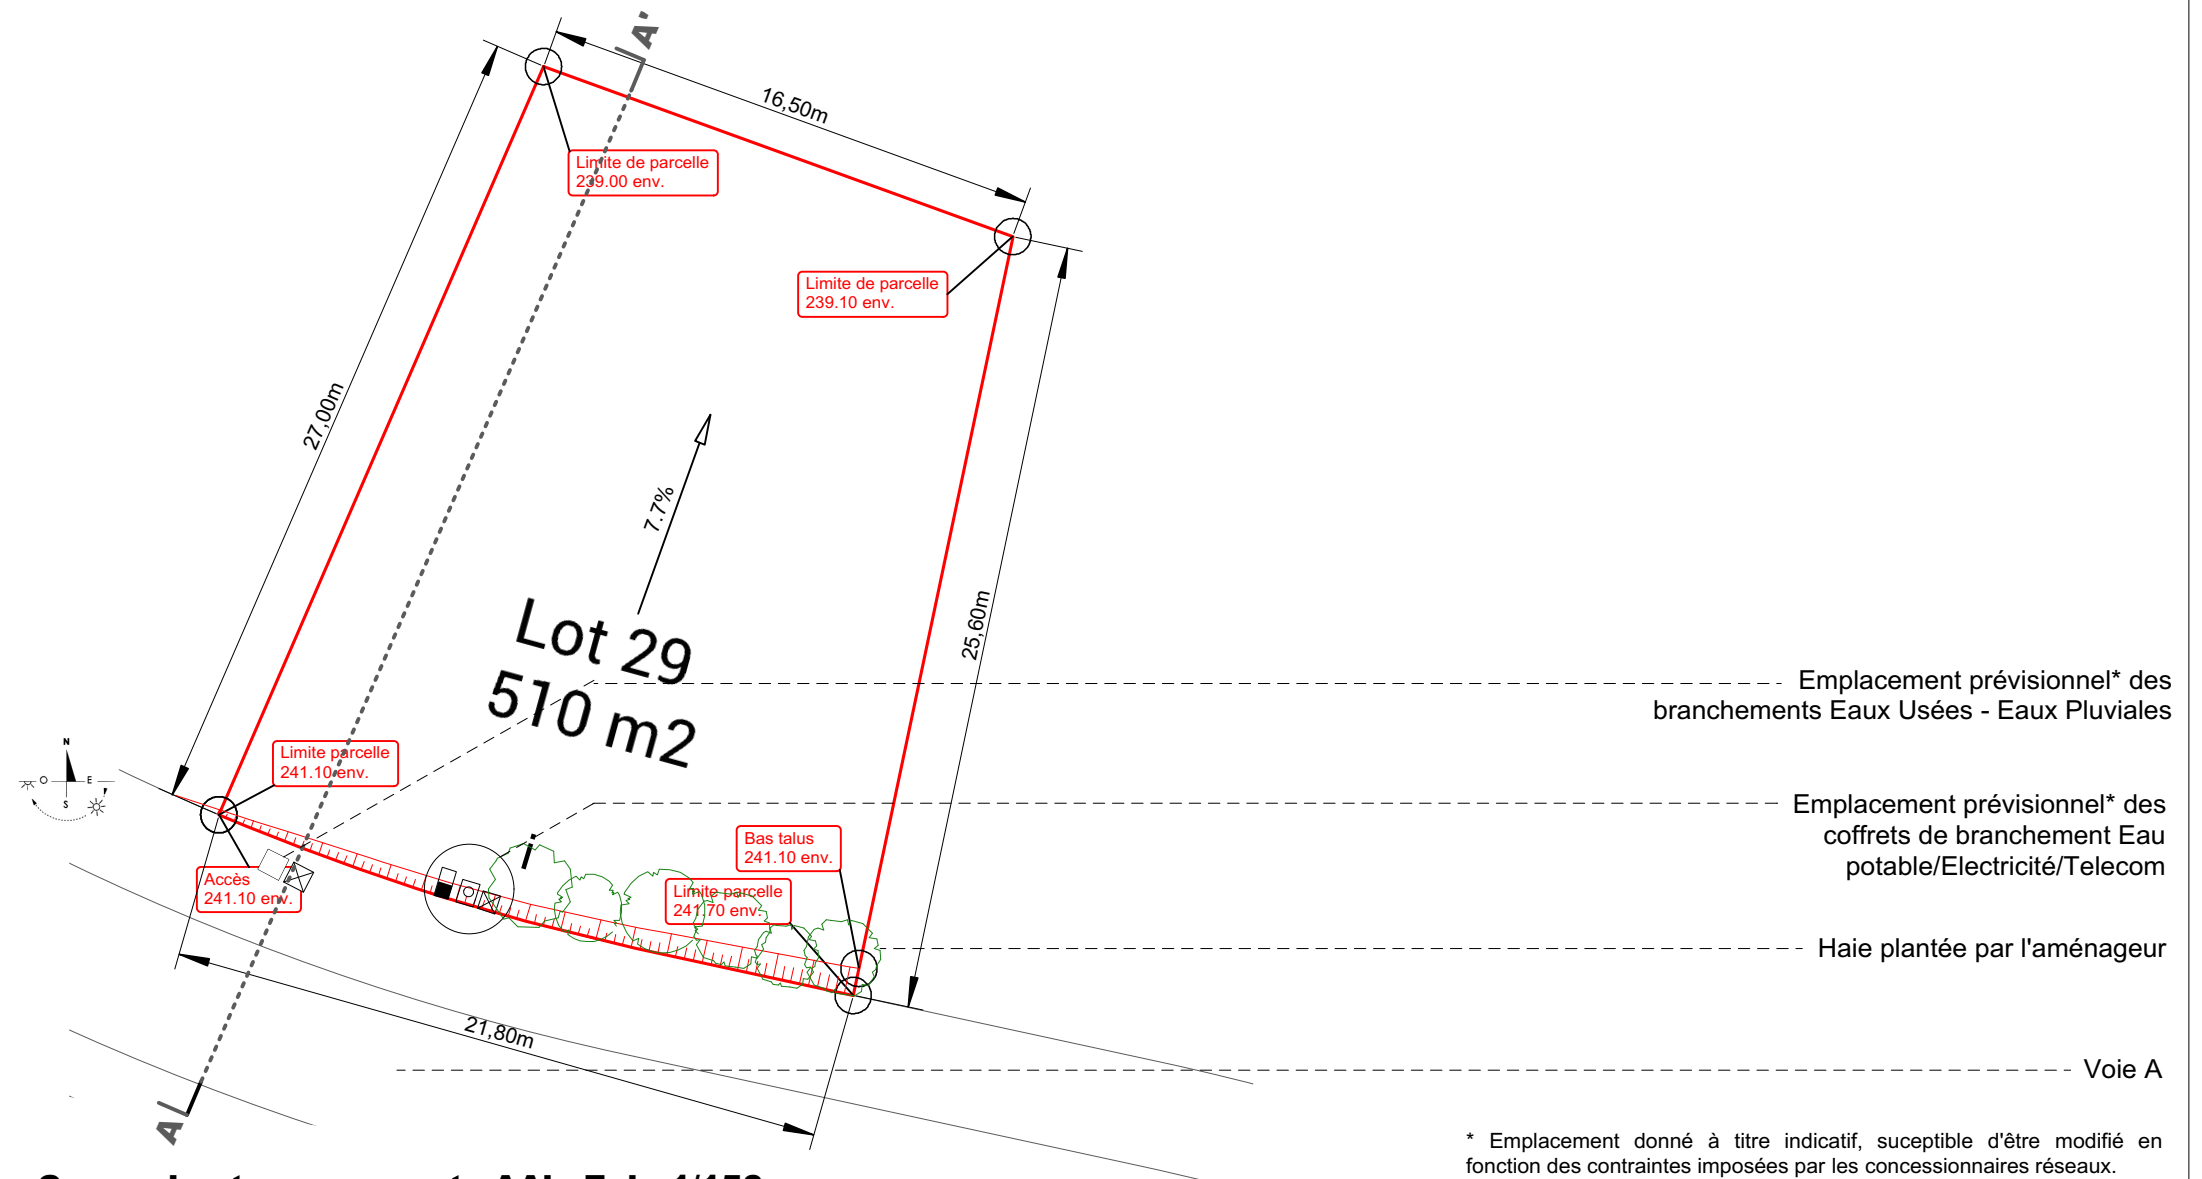 A'
16,50m
Limite de parcelle
239.00 env.
Limite de parcelle
239.10 env.
27,00m
7.7%
25,60m
Lot 29
510 m2
Emplacement prévisionnel* des
branchements Eaux Usées - Eaux Pluviales
N
O
E
S
Limite parcelle
241.10 env.
Emplacement prévisionnel* des
coffrets de branchement Eau
potable/Electricité/Telecom
i
Bas talus
241.10 env.
Accès
241.10 env.
Limite parcelle
241.70 env.
Haie plantée par l'aménageur
21,80m
Voie A
A
* Emplacement donné à titre indicatif, suceptible d'être modifié en
fonction des contraintes imposées par les concessionnaires réseaux.